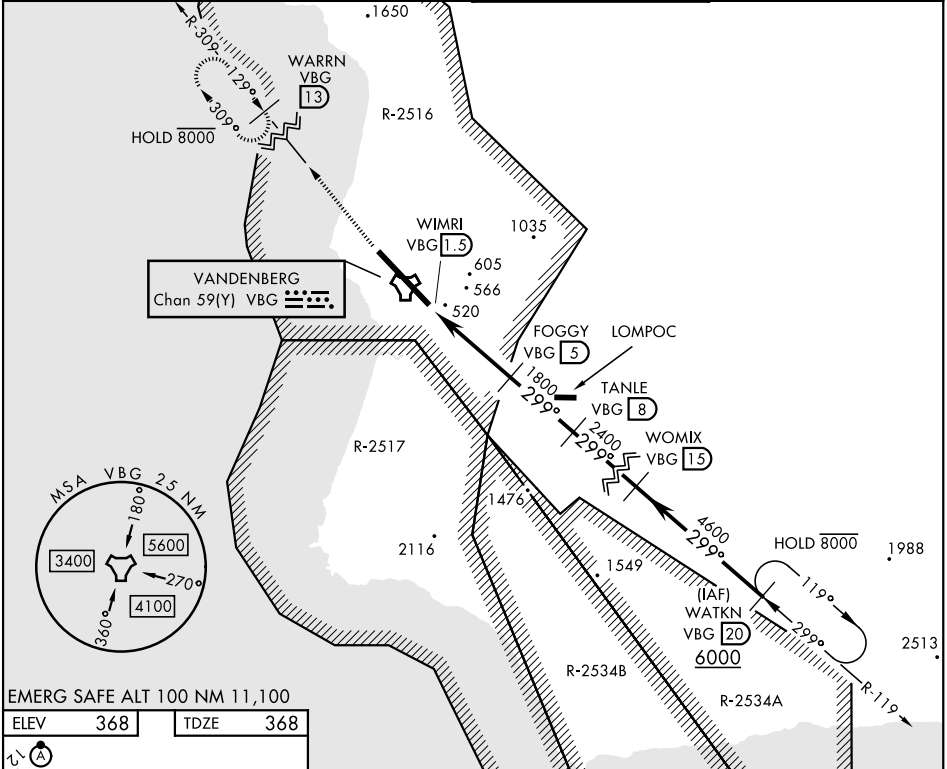 1650
R-309
WARRN
VBG
13
129°
309°
HOLD 8000
R-2516
WIMRI
VBG 1.5
1035
605
566
520
VANDENBERG
Chan 59(Y) VBG
FOGGY
VBG 5
LOMPOC
1800
299°
TANLE
VBG 8
2400
299°
WOMIX
VBG 15
R-2517
1476
4600
299°
HOLD 8000
1988
MSA VBG 25 NM
180°
3400
5600
270°
4100
360°
2116
1549
(IAF)
WATKN
VBG 20
6000
119°
299°
2513
R-2534B
R-2534A
R-119
EMERG SAFE ALT 100 NM 11,100
ELEV 368
TDZE 368
12
A